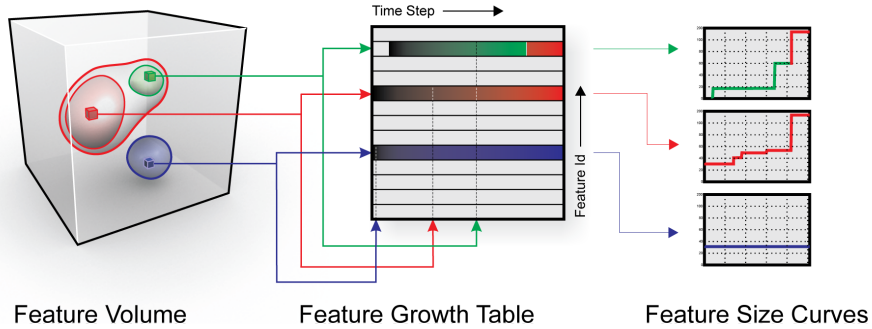 Time Step
Feature Id
Feature Volume
Feature Growth Table
Feature Size Curves